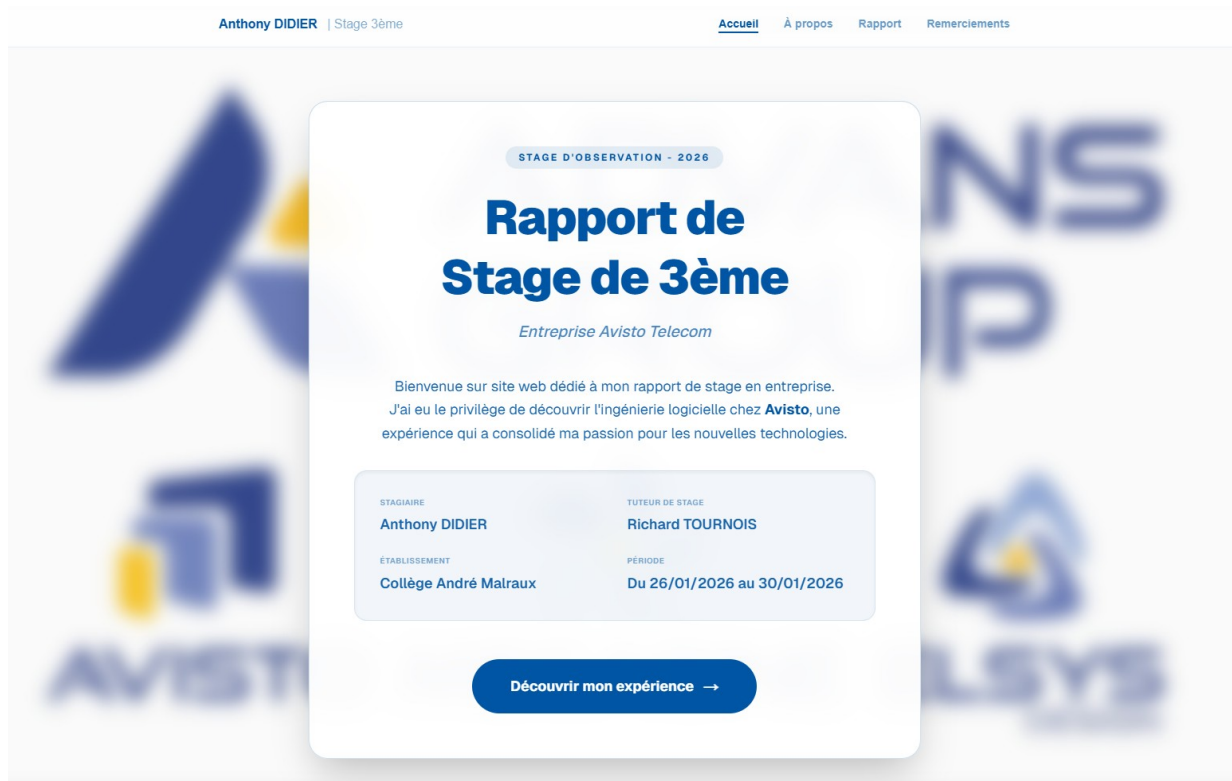 Anthony DIDIER | Stage 3ème
Accueil À propos Rapport Remerciements
STAGE D'OBSERVATION - 2026
Rapport de
Stage de 3ème
Entreprise Avisto Telecom
Bienvenue sur site web dédié à mon rapport de stage en entreprise.
J'ai eu le privilège de découvrir l'ingénierie logicielle chez Avisto, une
expérience qui a consolidé ma passion pour les nouvelles technologies.
STAGIAIRE
Anthony DIDIER
TUTEUR DE STAGE
Richard TOURNOIS
ÉTABLISSEMENT
Collège André Malraux
PÉRIODE
Du 26/01/2026 au 30/01/2026
Découvrir mon expérience →